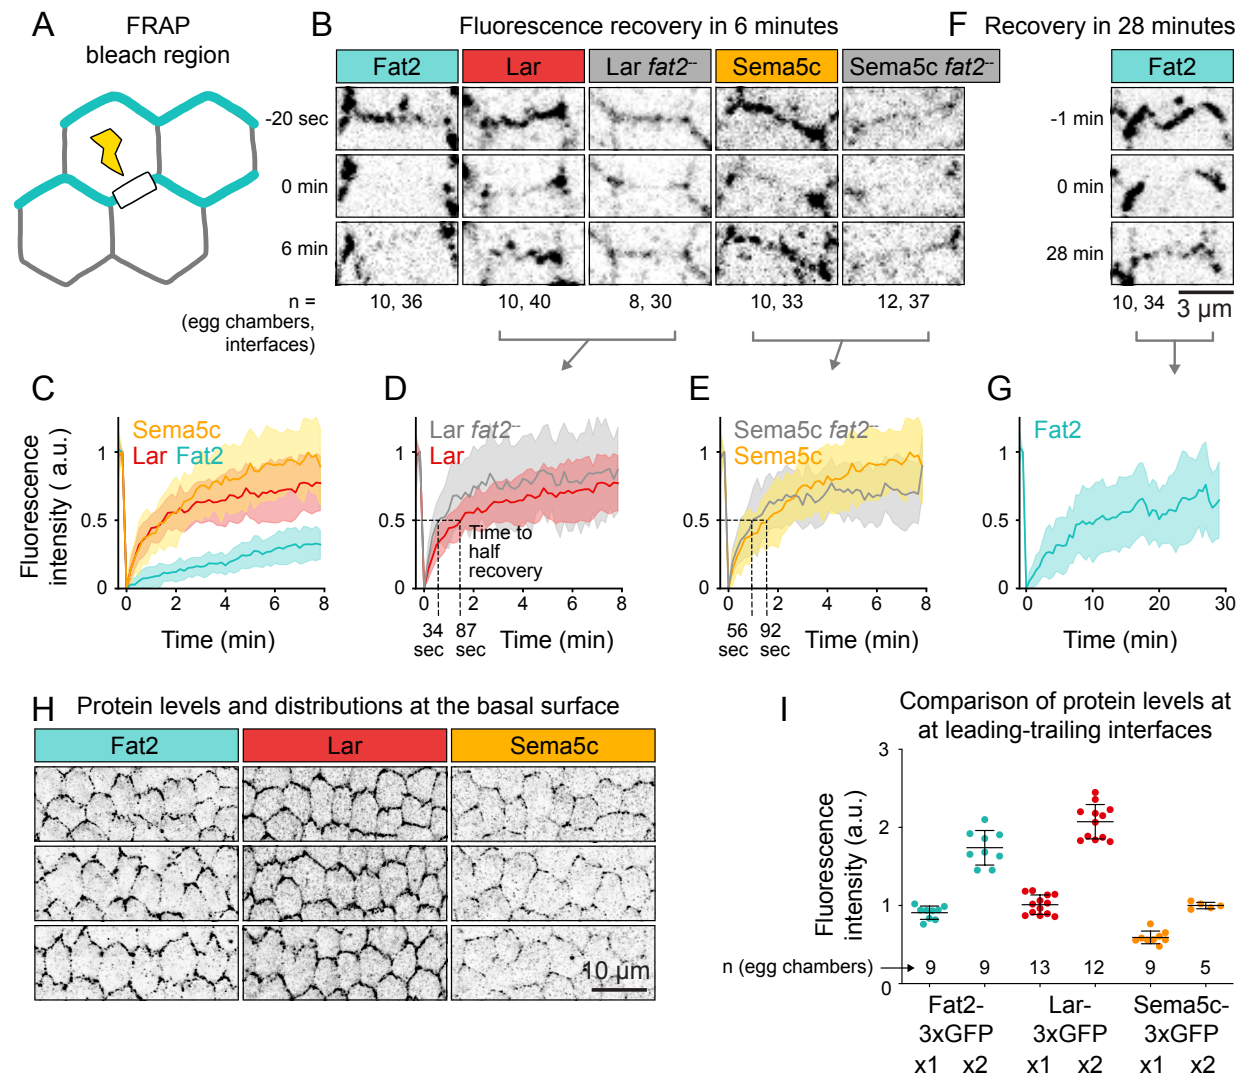 A
FRAP
bleach region
B
Fluorescence recovery in 6 minutes
Fat2
Lar
Lar fat2--
Sema5c
Sema5c fat2--
-20 sec
0 min
6 min
n =
(egg chambers,
interfaces)
10, 36
10, 40
8, 30
10, 33
12, 37
F
Recovery in 28 minutes
Fat2
-1 min
0 min
28 min
10, 34
3 µm
C
Fluorescence
intensity ( a.u.)
1
0.5
0
Sema5c
Lar Fat2
0 2 4 6 8
Time (min)
D
1
0.5
0
Lar fat2--
Lar
Time to
half
recovery
0 2 4 6 8
34
sec
87
sec
Time (min)
E
1
0.5
0
Sema5c fat2--
Sema5c
0 2 4 6 8
56
sec
92
sec
Time (min)
G
1
0.5
0
Fat2
0 10 20 30
Time (min)
H
Protein levels and distributions at the basal surface
Fat2
Lar
Sema5c
10 µm
I
Comparison of protein levels at
at leading-trailing interfaces
Fluorescence
intensity (a.u.)
3
2
1
0
n (egg chambers)
9 9 13 12 9 5
Fat2-
3xGFP
x1 x2
Lar-
3xGFP
x1 x2
Sema5c-
3xGFP
x1 x2